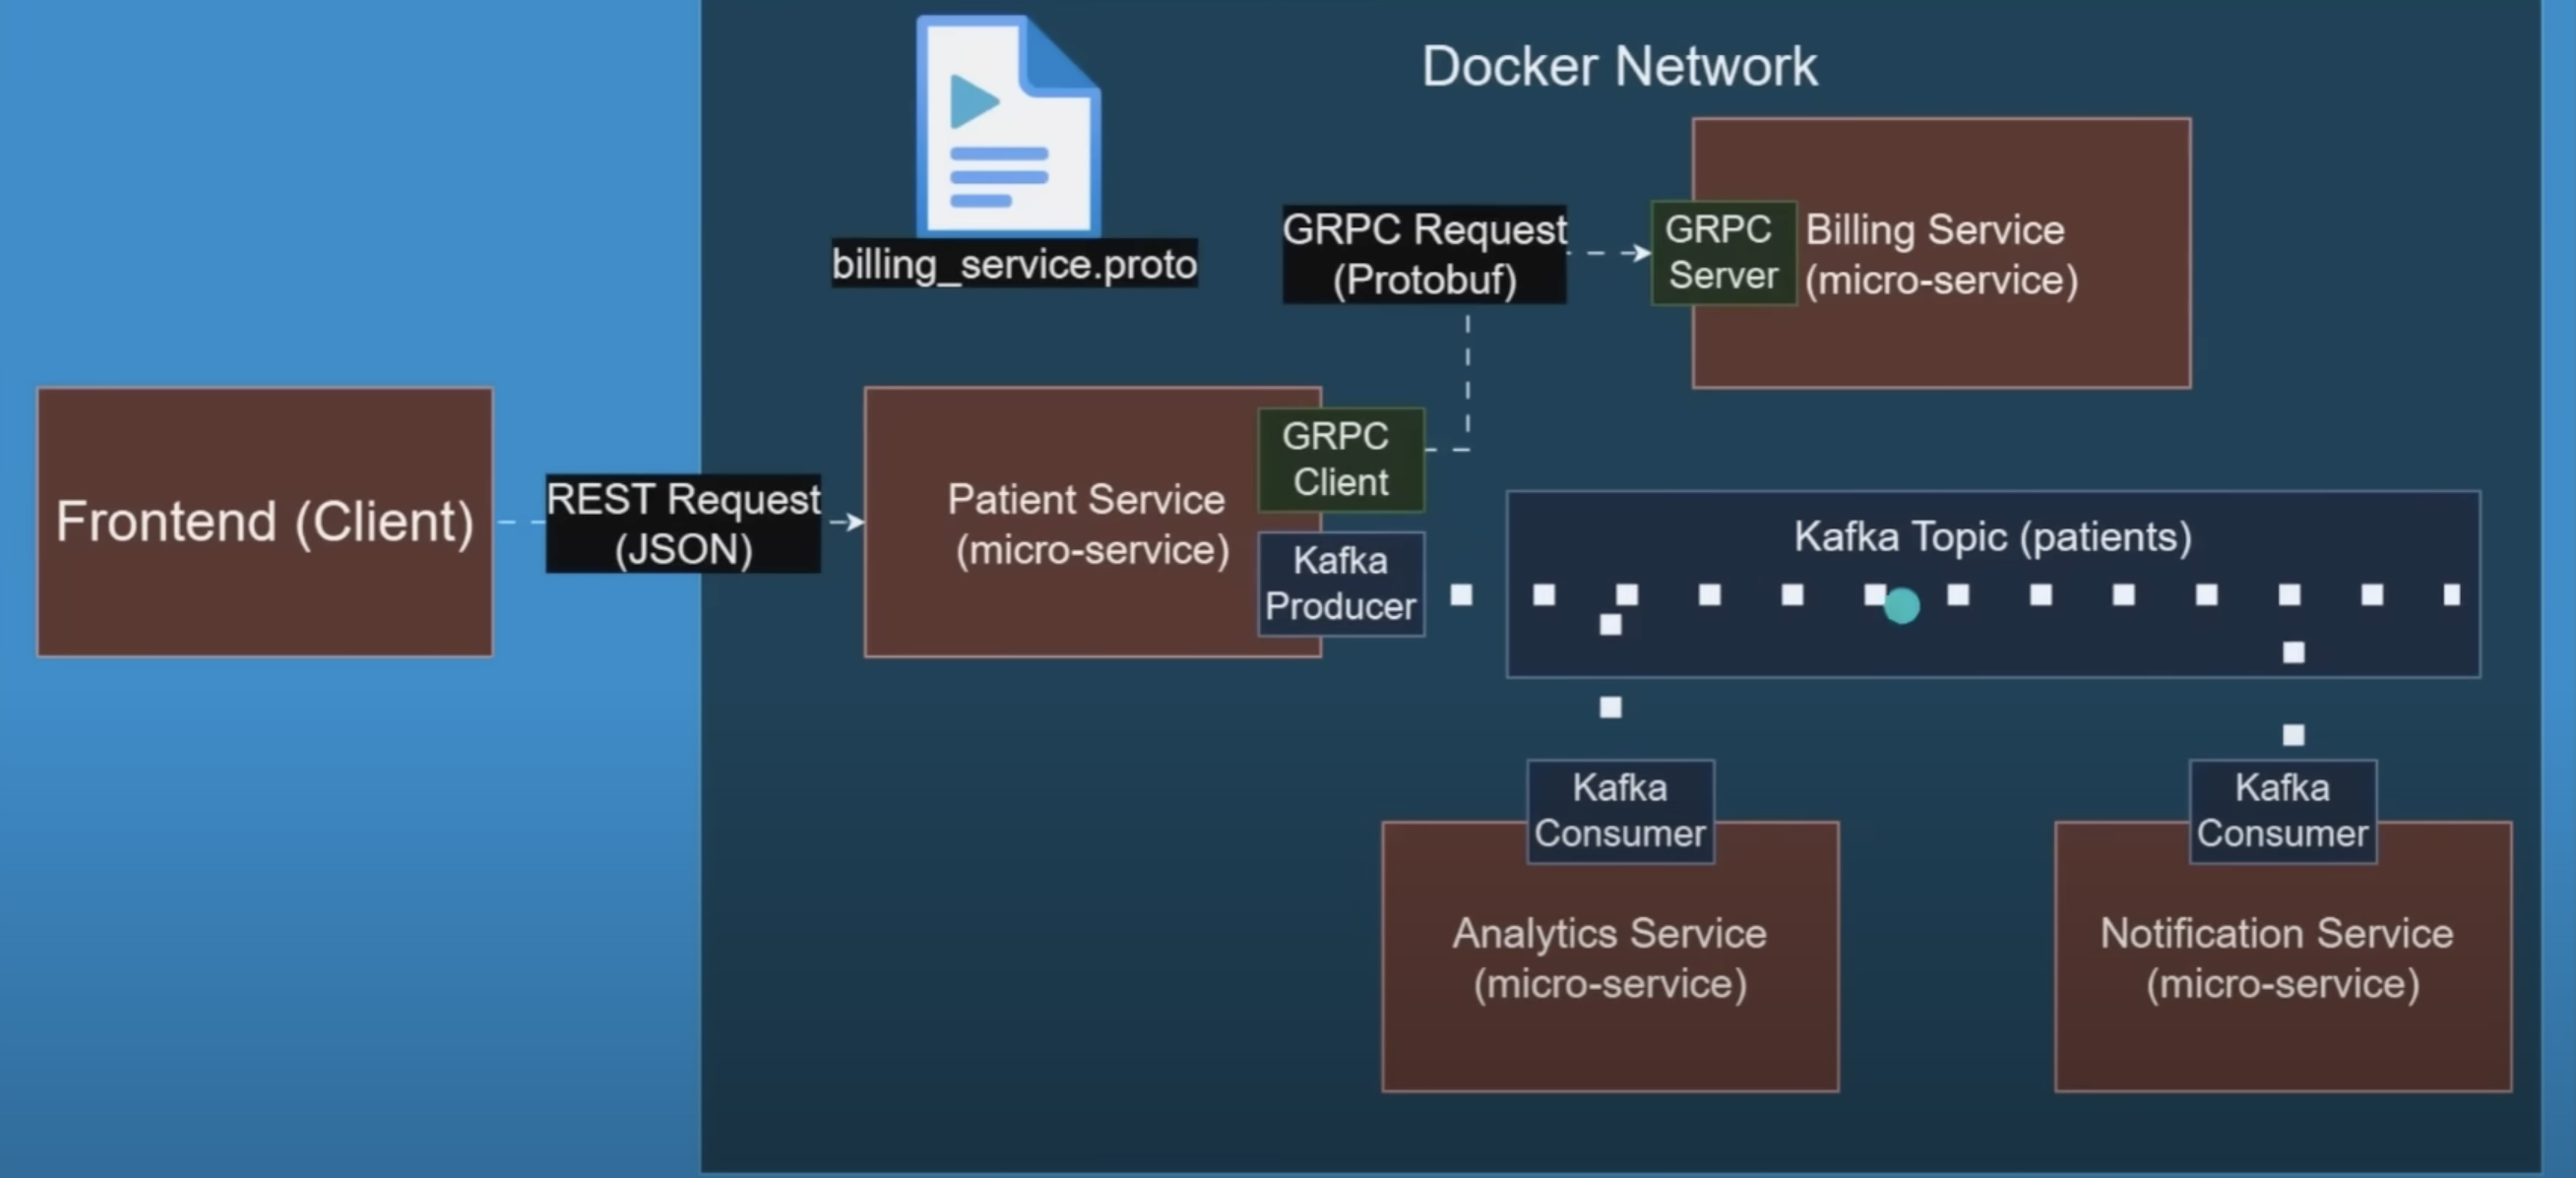 Docker Network
billing_service.proto
GRPC Request
(Protobuf)
GRPC
Server
Billing Service
(micro-service)
Frontend (Client)
REST Request
(JSON)
Patient Service
(micro-service)
GRPC
Client
Kafka
Producer
Kafka Topic (patients)
Kafka
Consumer
Analytics Service
(micro-service)
Kafka
Consumer
Notification Service
(micro-service)